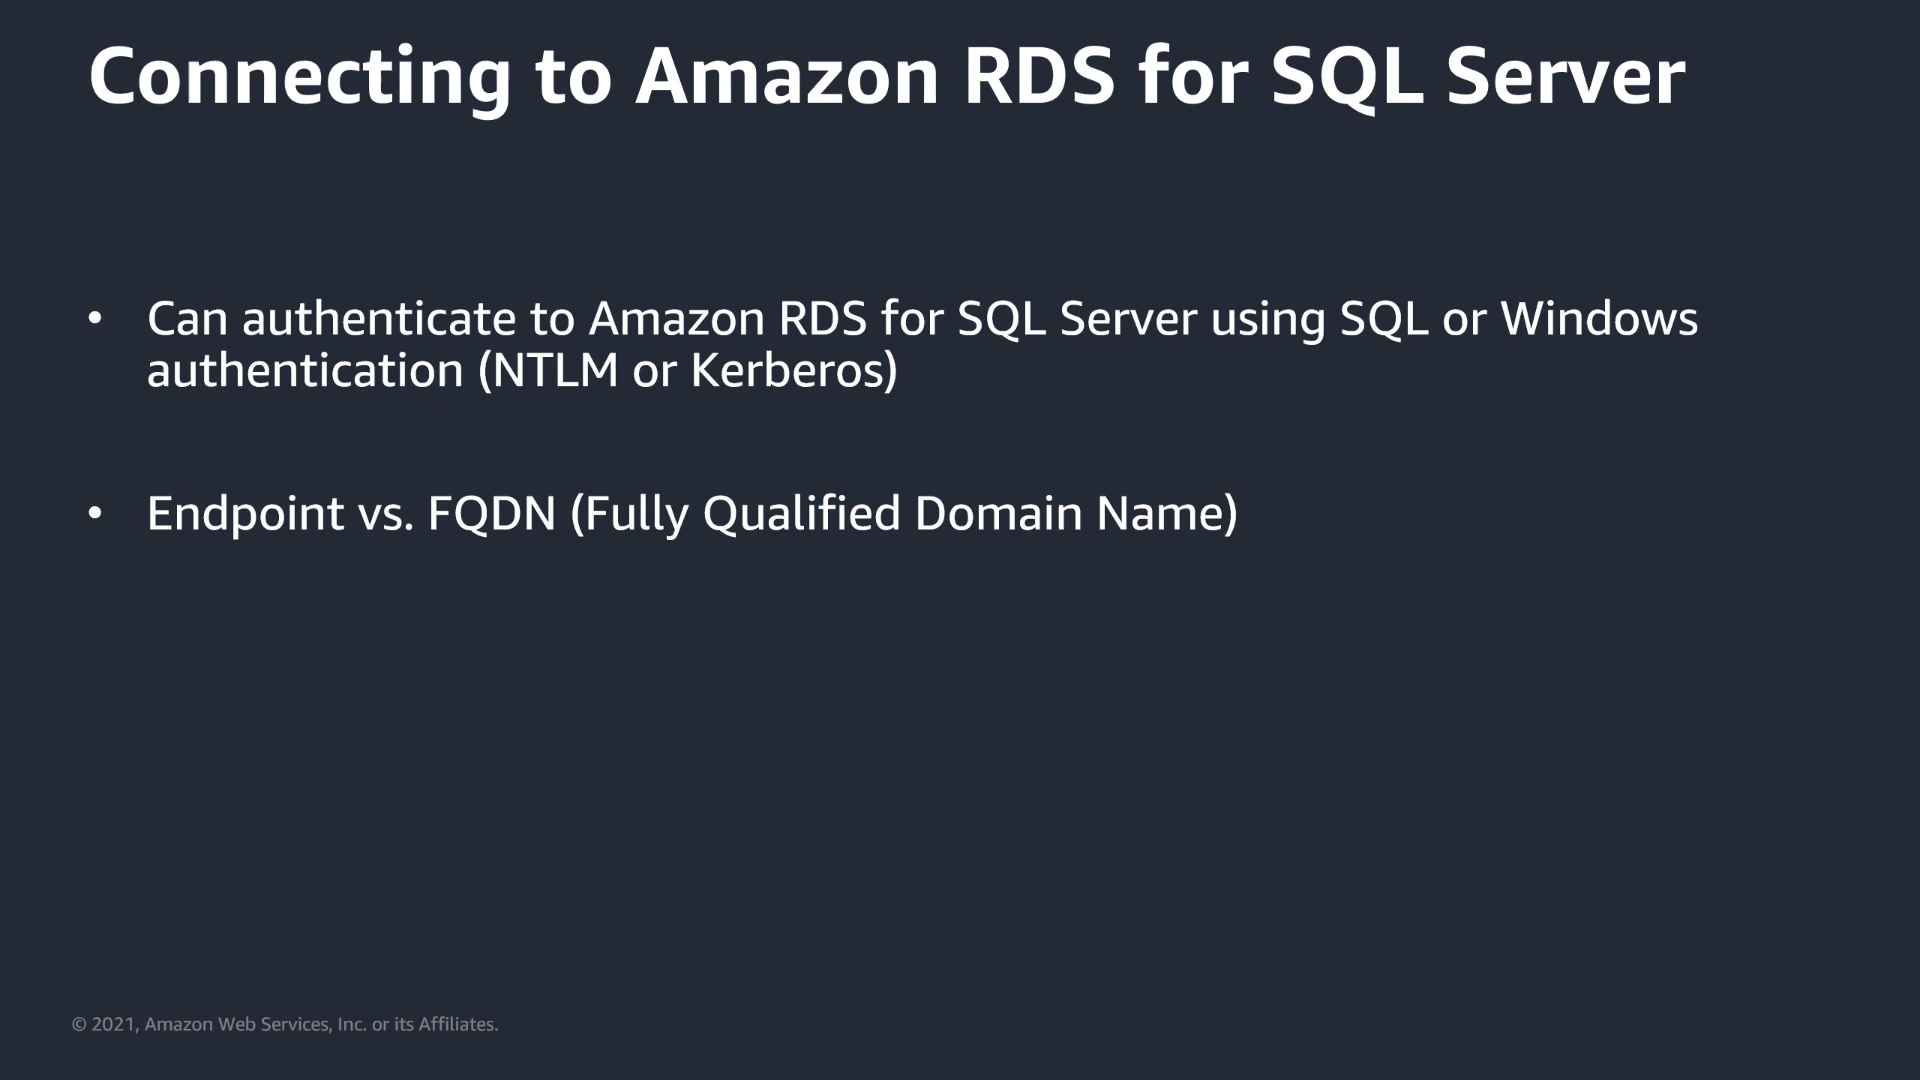 Connecting to Amazon RDS for SQL Server
• Can authenticate to Amazon RDS for SQL Server using SQL or Windows
authentication (NTLM or Kerberos)
• Endpoint vs. FQDN (Fully Qualified Domain Name)
© 2021, Amazon Web Services, Inc. or its Affiliates.